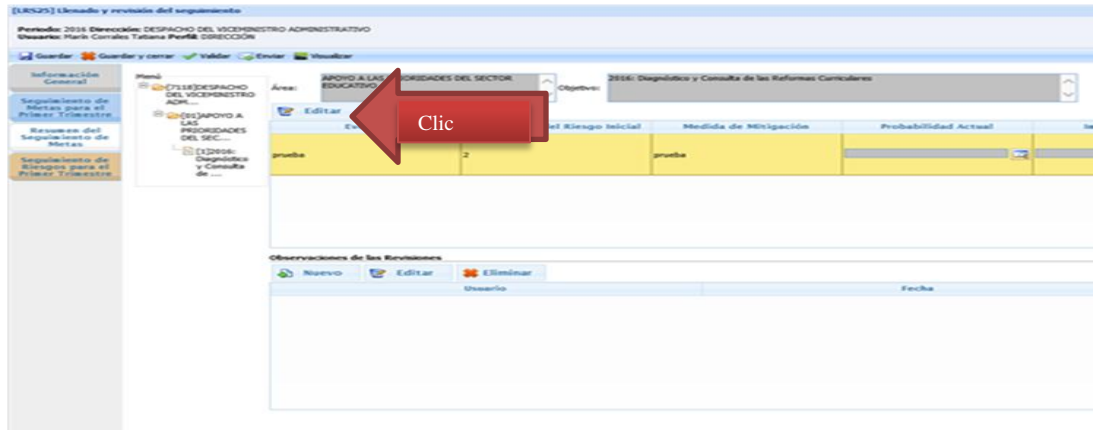 [LRS25] Llenado y revisión del seguimiento
Periodo: 2016 Dirección: DESPACHO DEL VICEMINISTRO ADMINISTRATIVO
Usuario: Marín Corrales Tatiana Perfil: DIRECCIÓN
Guardar Guardar y cerrar Validar Enviar Visualizar
Información General
Seguimiento de Metas para el Primer Trimestre
Resumen del Seguimiento de Metas
Seguimiento de Riesgos para el Primer Trimestre
Menú
[7118]DESPACHO
DEL VICEMINISTRO
ADM....
[01]APOYO A
LAS
PRIORIDADES
DEL SEC....
[1]2016:
Diagnóstico
y Consulta
de ....
Área:
APOYO A LAS PRIORIDADES DEL SECTOR
EDUCATIVO
Objetivo:
2016: Diagnóstico y Consulta de las Reformas Curriculares
Editar
Clic
del Riesgo Inicial Medida de Mitigación Probabilidad Actual
prueba 2 prueba
Observaciones de las Revisiones
Nuevo Editar Eliminar
Usuario Fecha